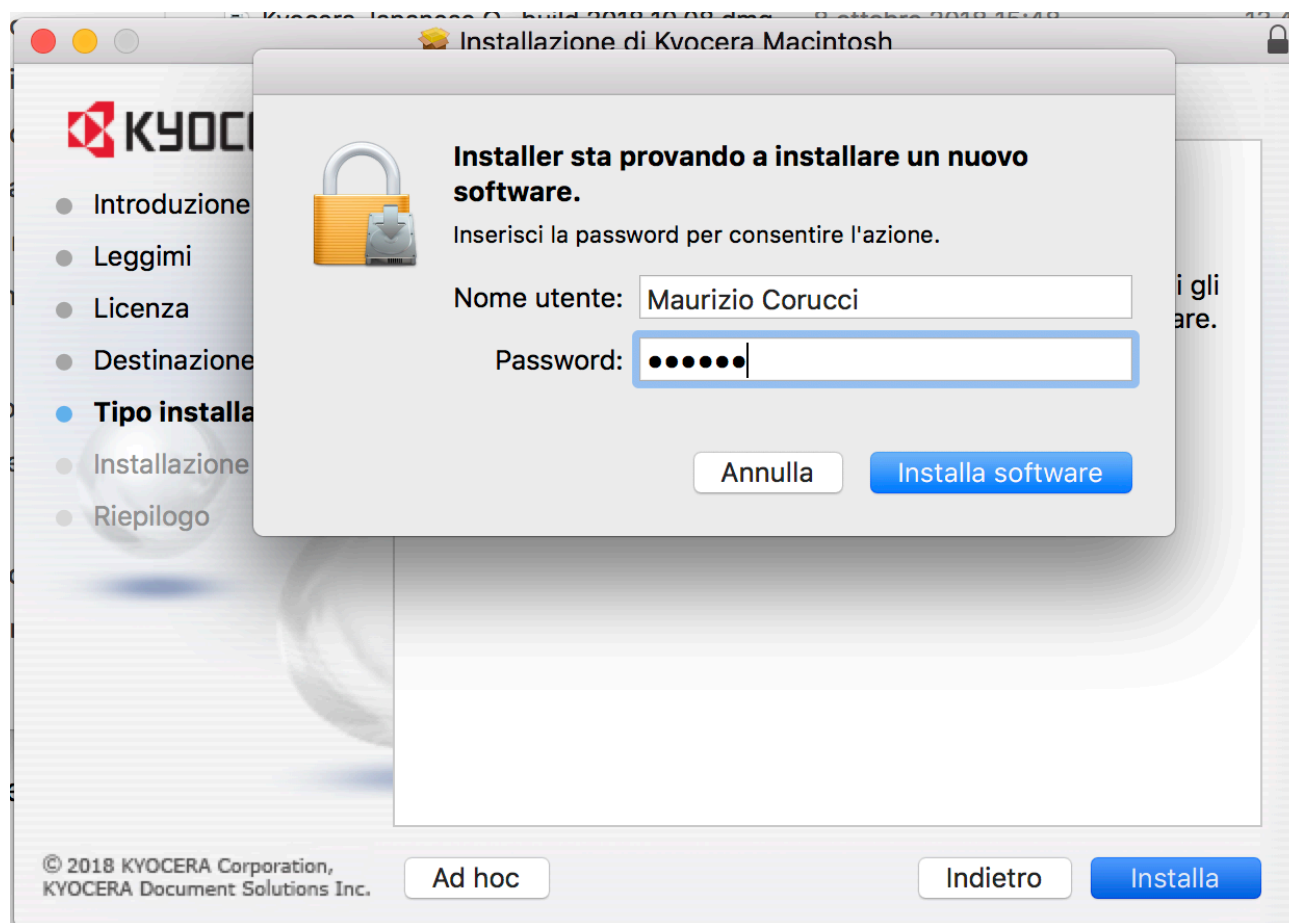 Installazione di Kyocera Macintosh
KYOC
Introduzione
Leggimi
Licenza
Destinazione
Tipo installa
Installazione
Riepilogo
Installer sta provando a installare un nuovo
software.
Inserisci la password per consentire l'azione.
Nome utente: Maurizio Corucci
Password: ●●●●●●
Annulla
Installa software
i gli
are.
© 2018 KYOCERA Corporation,
KYOCERA Document Solutions Inc.
Ad hoc
Indietro
Installa